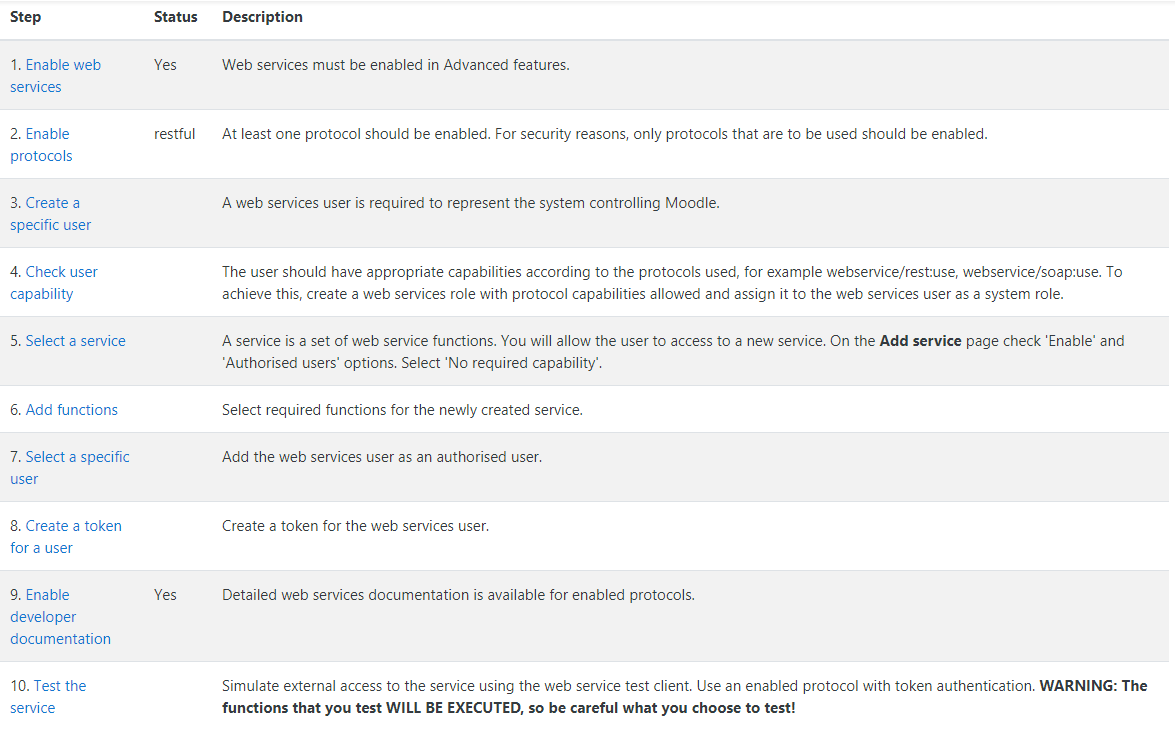 Step Status Description
1. Enable web services Yes Web services must be enabled in Advanced features.
2. Enable protocols restful At least one protocol should be enabled. For security reasons, only protocols that are to be used should be enabled.
3. Create a specific user A web services user is required to represent the system controlling Moodle.
4. Check user capability The user should have appropriate capabilities according to the protocols used, for example webservice/rest:use, webservice/soap:use. To
achieve this, create a web services role with protocol capabilities allowed and assign it to the web services user as a system role.
5. Select a service A service is a set of web service functions. You will allow the user to access to a new service. On the Add service page check 'Enable' and
'Authorised users' options. Select 'No required capability'.
6. Add functions Select required functions for the newly created service.
7. Select a specific user Add the web services user as an authorised user.
8. Create a token for a user Create a token for the web services user.
9. Enable developer documentation Yes Detailed web services documentation is available for enabled protocols.
10. Test the service Simulate external access to the service using the web service test client. Use an enabled protocol with token authentication. WARNING: The
functions that you test WILL BE EXECUTED, so be careful what you choose to test!